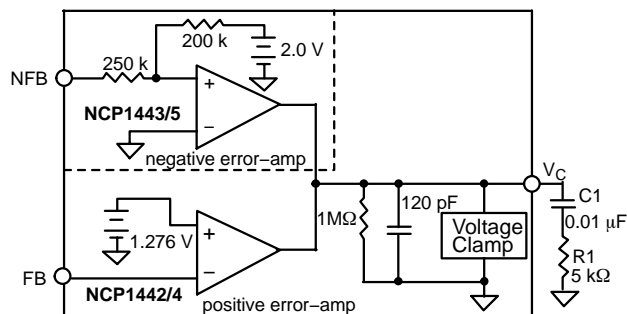 200 k
2.0 V
250 k
NFB
+
NCP1443/5
−
negative error−amp
VC
120 pF
C1
1MΩ
0.01 μF
Voltage
Clamp
+
1.276 V
R1
5 kΩ
−
FB
NCP1442/4
positive error−amp